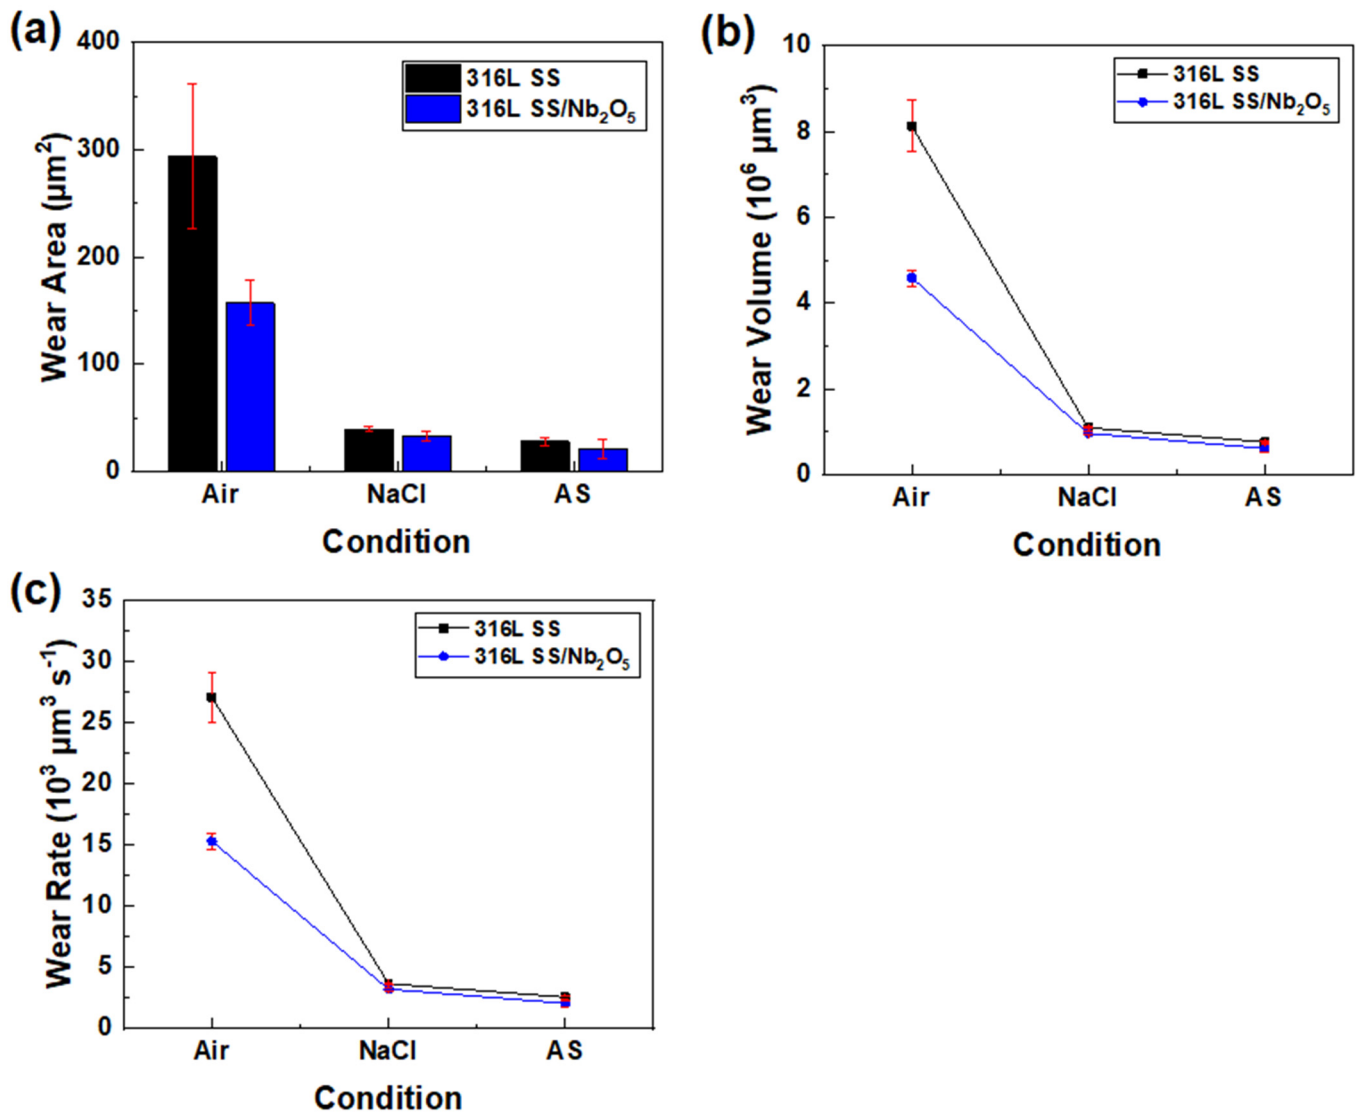 (a)
400
300
200
100
0
Wear Area (µm²)
316L SS
316L SS/Nb₂O₅
Air NaCl AS
Condition
(b)
10
8
6
4
2
0
Wear Volume (10⁶ µm³)
316L SS
316L SS/Nb₂O₅
Air NaCl AS
Condition
(c)
35
30
25
20
15
10
5
0
Wear Rate (10³ µm³ s⁻¹)
316L SS
316L SS/Nb₂O₅
Air NaCl AS
Condition